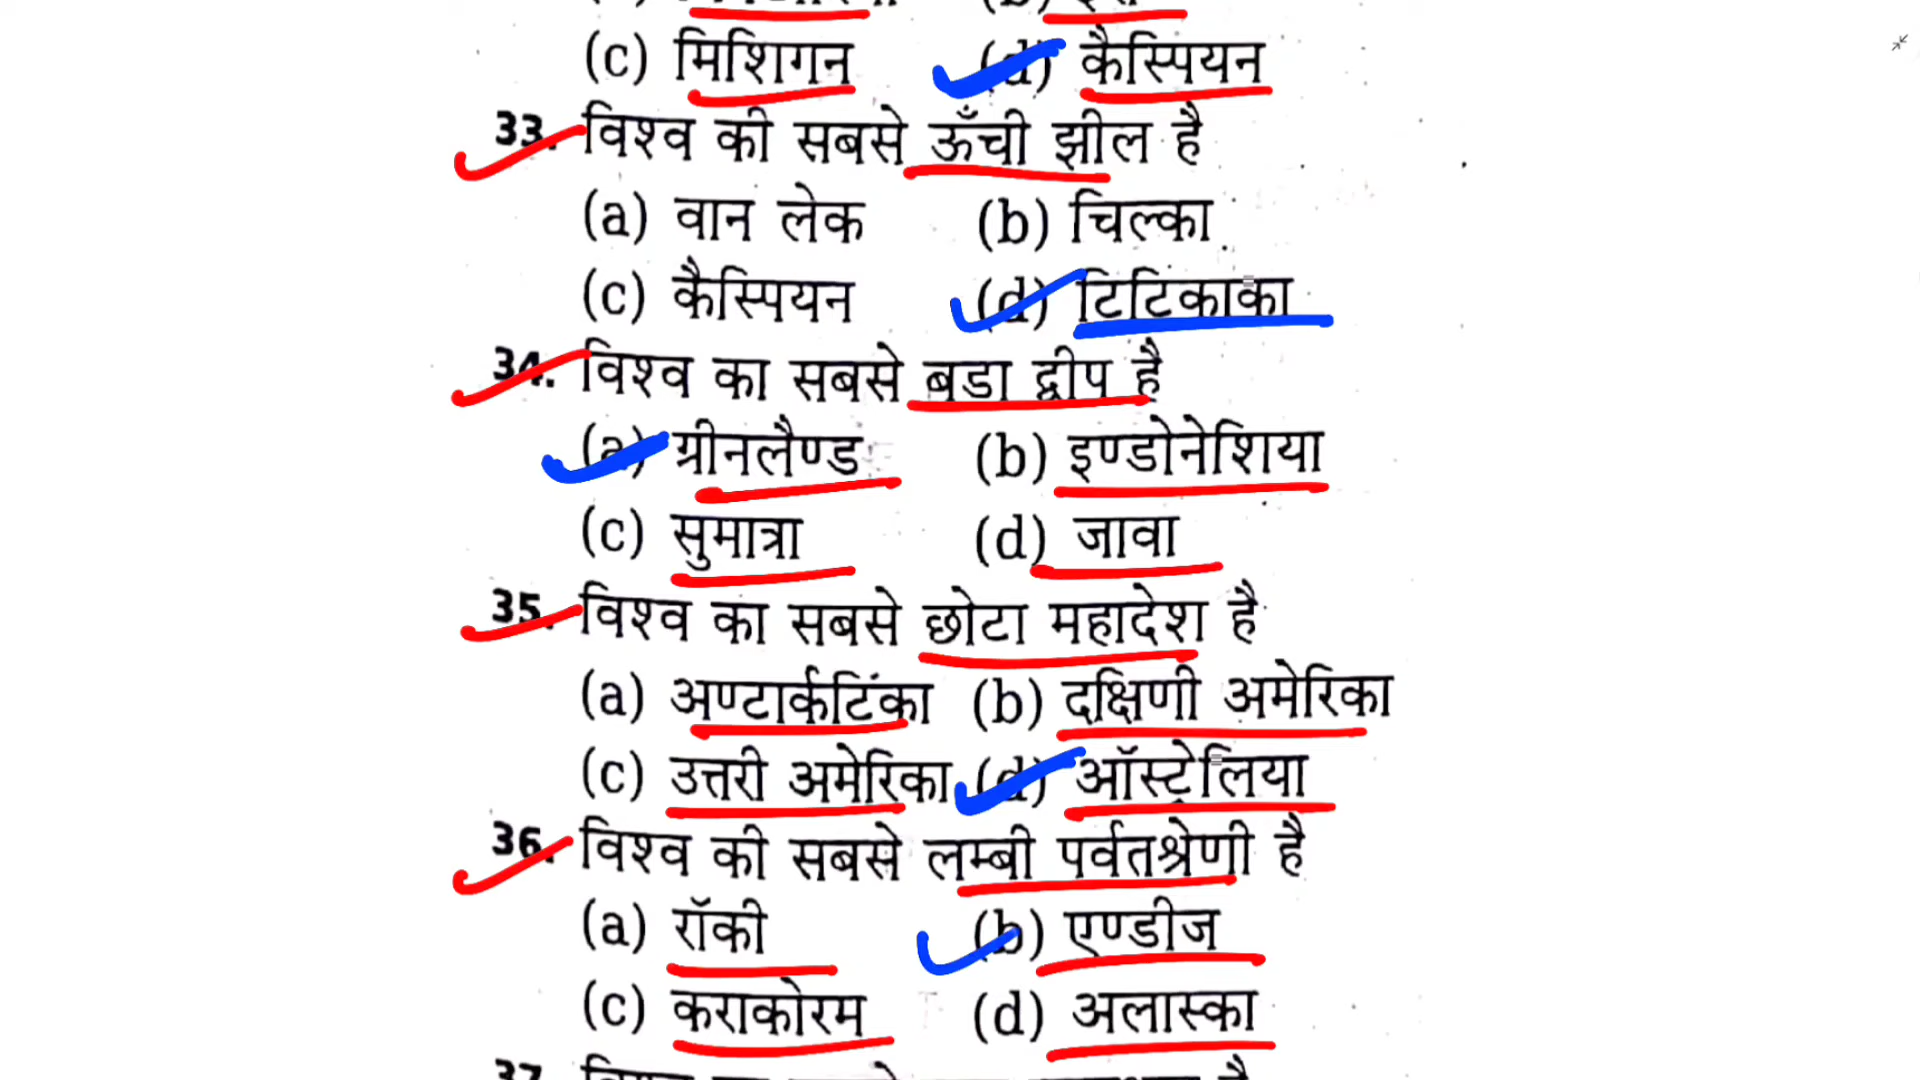 (c) मिशिगन (d) कैस्पियन
33. विश्व की सबसे ऊँची झील है
(a) वान लेक (b) चिल्का
(c) कैस्पियन (d) टिटिकाका
34. विश्व का सबसे बडा द्वीप है
(a) ग्रीनलैण्ड (b) इण्डोनेशिया
(c) सुमात्रा (d) जावा
35. विश्व का सबसे छोटा महादेश है
(a) अण्टार्कटिंका (b) दक्षिणी अमेरिका
(c) उत्तरी अमेरिका (d) ऑस्ट्रेलिया
36. विश्व की सबसे लम्बी पर्वतश्रेणी है
(a) रॉकी (b) एण्डीज
(c) कराकोरम (d) अलास्का
37.